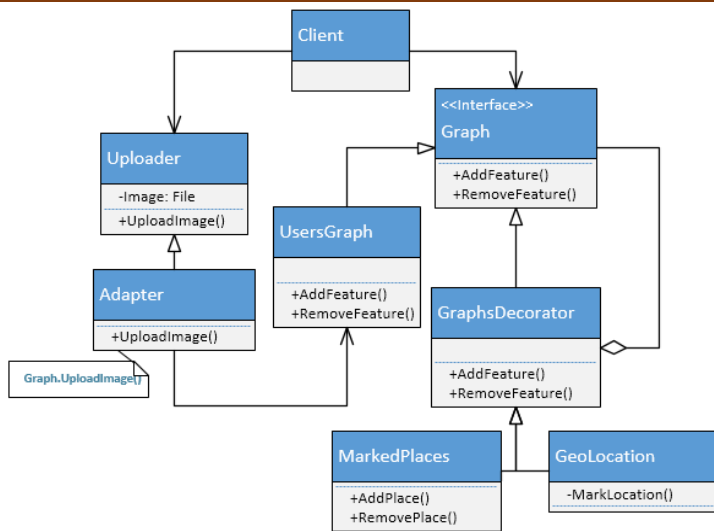 Client
<<Interface>>
Graph
+AddFeature()
+RemoveFeature()
Uploader
-Image: File
+UploadImage()
UsersGraph
+AddFeature()
+RemoveFeature()
Adapter
+UploadImage()
Graph.UploadImage()
GraphsDecorator
+AddFeature()
+RemoveFeature()
MarkedPlaces
+AddPlace()
+RemovePlace()
GeoLocation
-MarkLocation()